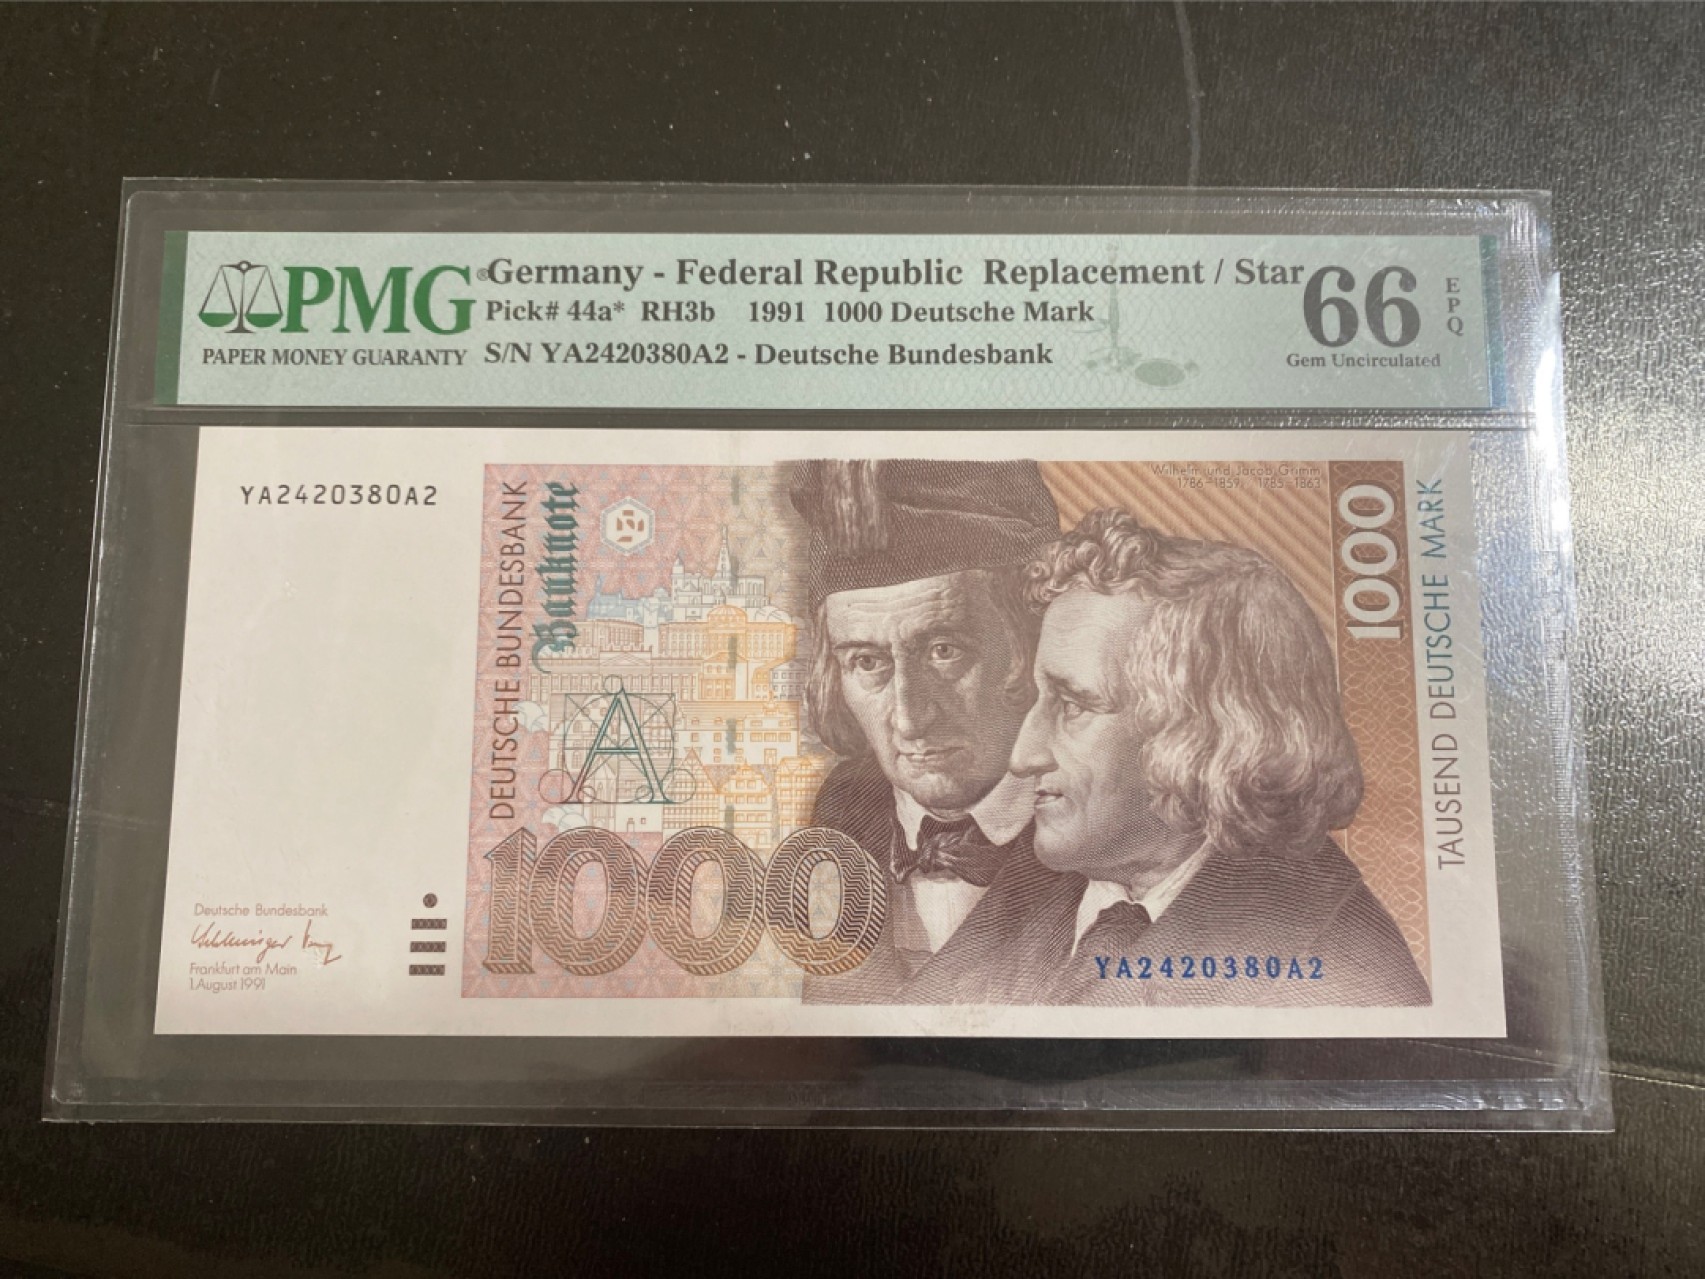 PMG®
PAPER MONEY GUARANTY
Germany - Federal Republic Replacement / Star
Pick# 44a* RH3b 1991 1000 Deutsche Mark
S/N YA2420380A2 - Deutsche Bundesbank
66
EPQ
Gem Uncirculated
YA2420380A2
DEUTSCHE BUNDESBANK
Banknote
Wilhelm und Jacob Grimm
1786-1859, 1785-1863
1000
TAUSEND DEUTSCHE MARK
A
1000
Deutsche Bundesbank
Frankfurt am Main
1.August 1991
YA2420380A2